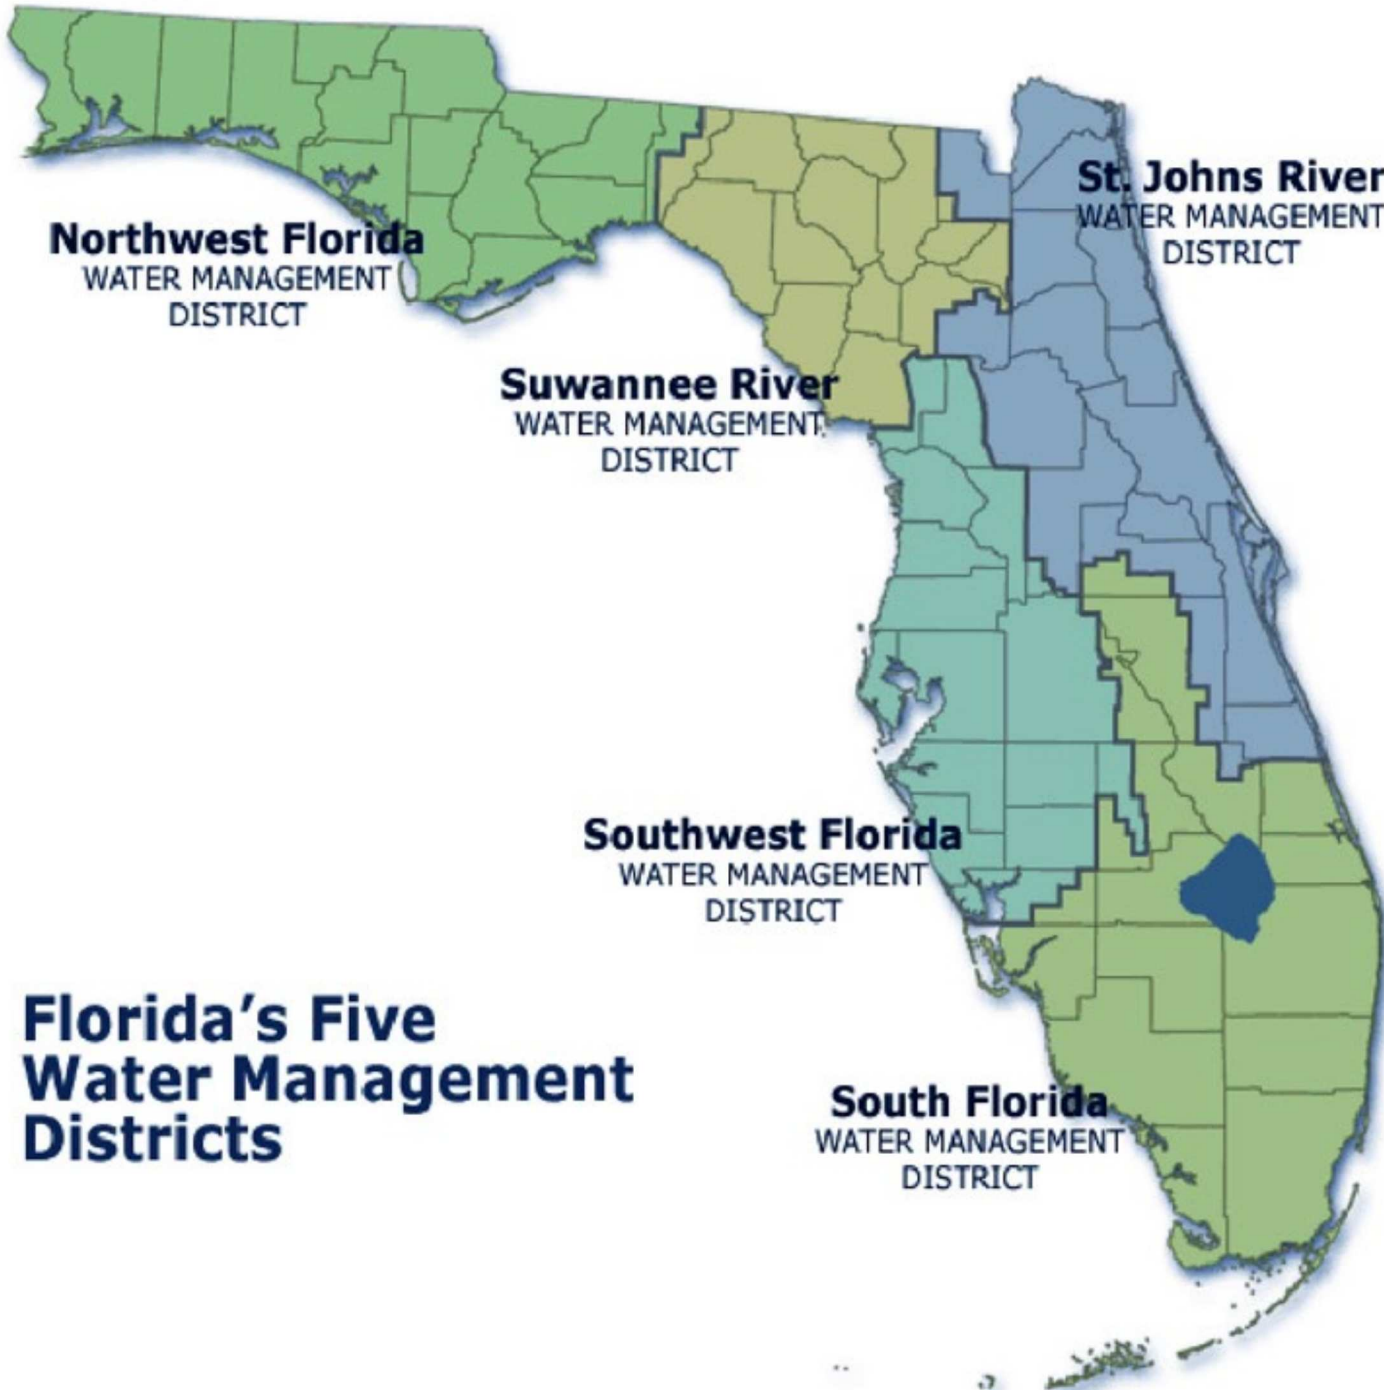 St. Johns River
WATER MANAGEMENT
DISTRICT
Northwest Florida
WATER MANAGEMENT
DISTRICT
Suwannee River
WATER MANAGEMENT
DISTRICT
Southwest Florida
WATER MANAGEMENT
DISTRICT
Florida's Five
Water Management
Districts
South Florida
WATER MANAGEMENT
DISTRICT